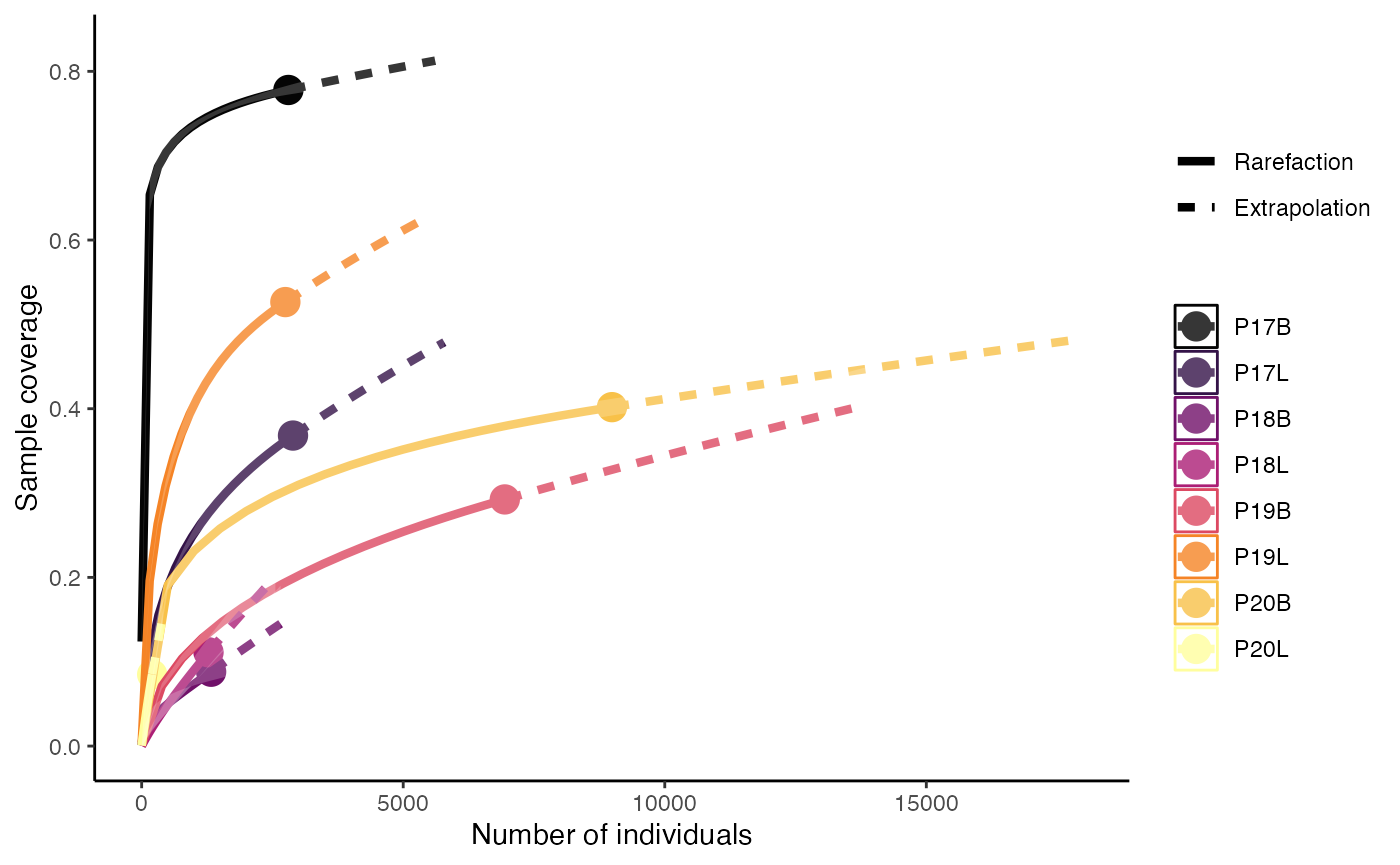 Sample coverage
0.8
0.6
0.4
0.2
0.0
0
5000
10000
15000
Number of individuals
Rarefaction
Extrapolation
P17B
P17L
P18B
P18L
P19B
P19L
P20B
P20L